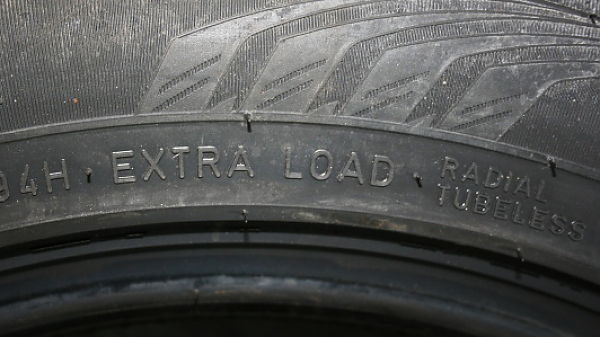 94H · EXTRA LOAD · RADIAL
TUBELESS